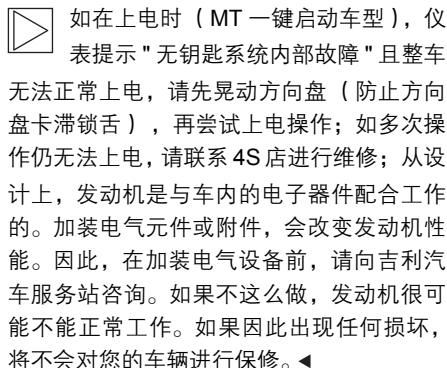 如在上电时（MT 一键启动车型），仪
表提示 " 无钥匙系统内部故障 " 且整车
无法正常上电，请先晃动方向盘（防止方向
盘卡滞锁舌），再尝试上电操作；如多次操
作仍无法上电，请联系 4S 店进行维修；从设
计上，发动机是与车内的电子器件配合工作
的。加装电气元件或附件，会改变发动机性
能。因此，在加装电气设备前，请向吉利汽
车服务站咨询。如果不这么做，发动机很可
能不能正常工作。如果因此出现任何损坏，
将不会对您的车辆进行保修。◀